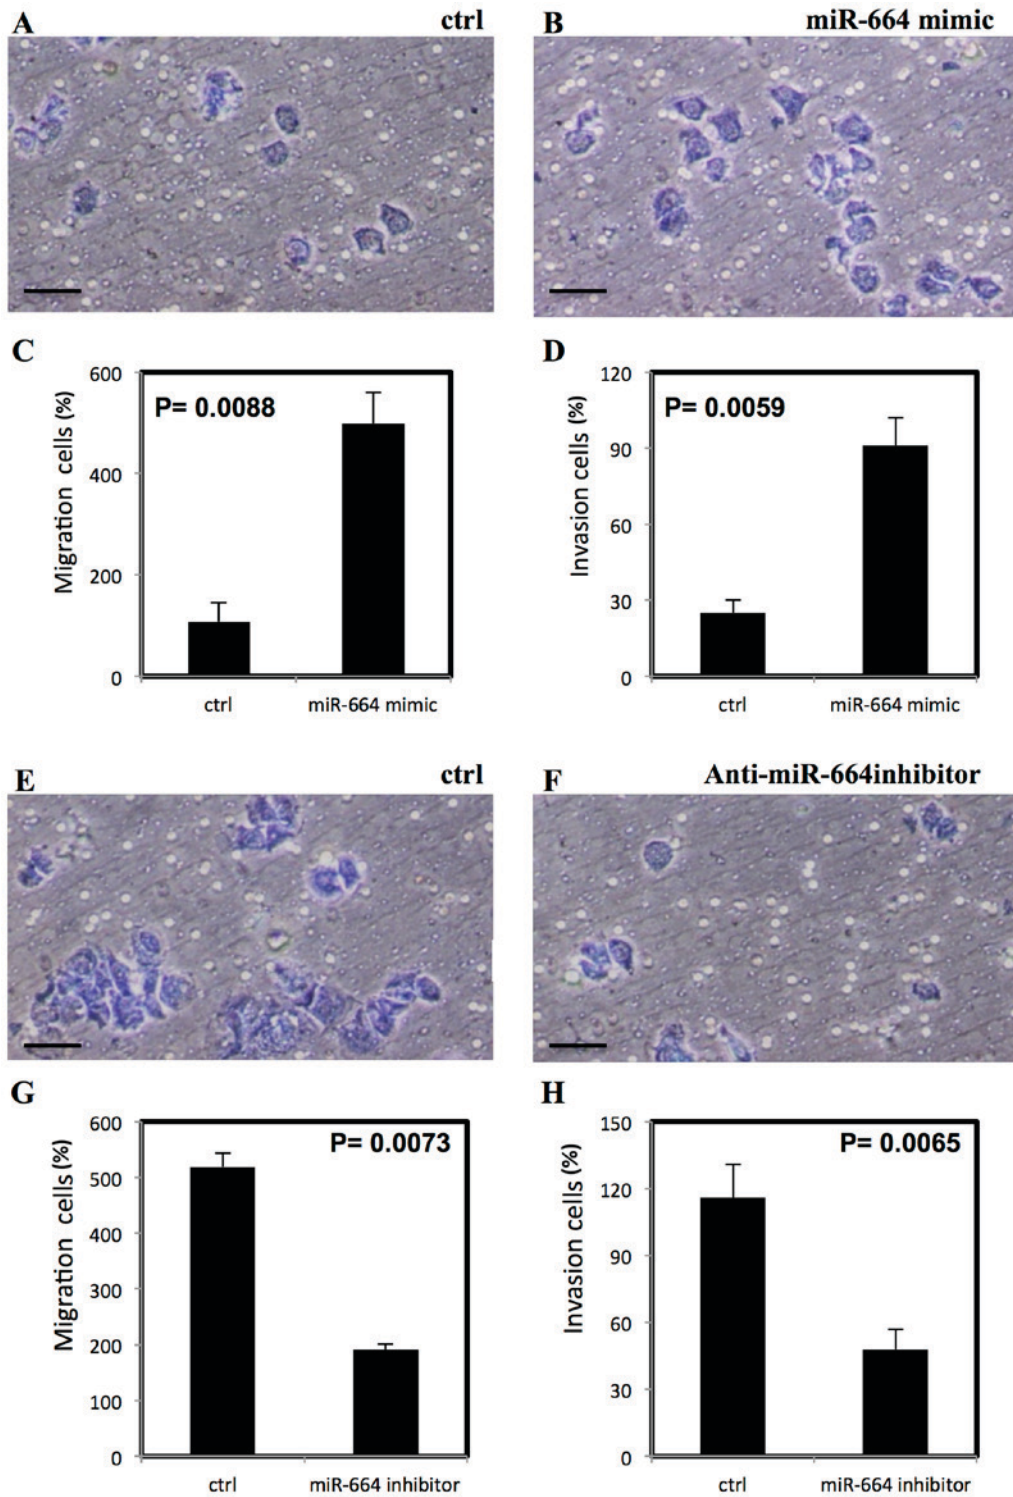 A ctrl
B miR-664 mimic
C
Migration cells (%)
600
400
200
0
P= 0.0088
ctrl miR-664 mimic
D
Invasion cells (%)
120
90
60
30
0
P= 0.0059
ctrl miR-664 mimic
E ctrl
F Anti-miR-664inhibitor
G
Migration cells (%)
600
500
400
300
200
100
0
P= 0.0073
ctrl miR-664 inhibitor
H
Invasion cells (%)
150
120
90
60
30
0
P= 0.0065
ctrl miR-664 inhibitor